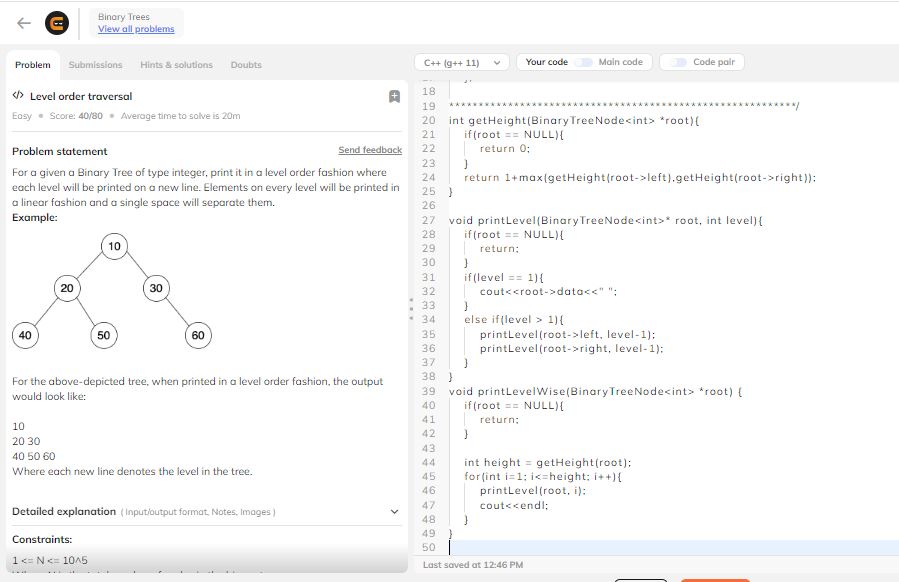 Binary Trees
View all problems
Problem Submissions Hints & solutions Doubts
Level order traversal
Easy Score: 40/80 Average time to solve is 20m
Problem statement Send feedback
For a given a Binary Tree of type integer, print it in a level order fashion where
each level will be printed on a new line. Elements on every level will be printed in
a linear fashion and a single space will separate them.
Example:
10
20 30
40 50 60
For the above-depicted tree, when printed in a level order fashion, the output
would look like:
10
20 30
40 50 60
Where each new line denotes the level in the tree.
Detailed explanation ( Input/output format, Notes, Images )
Constraints:
1 <= N <= 10^5
C++ (g++ 11) Your code Main code Code pair
18
19 ***********************************************************/
20 int getHeight(BinaryTreeNode<int> *root){
21 if(root == NULL){
22 return 0;
23 }
24 return 1+max(getHeight(root->left),getHeight(root->right));
25 }
26
27 void printLevel(BinaryTreeNode<int>* root, int level){
28 if(root == NULL){
29 return;
30 }
31 if(level == 1){
32 cout<<root->data<<" ";
33 }
34 else if(level > 1){
35 printLevel(root->left, level-1);
36 printLevel(root->right, level-1);
37 }
38 }
39 void printLevelWise(BinaryTreeNode<int> *root) {
40 if(root == NULL){
41 return;
42 }
43
44 int height = getHeight(root);
45 for(int i=1; i<=height; i++){
46 printLevel(root, i);
47 cout<<endl;
48 }
49 }
50
Last saved at 12:46 PM